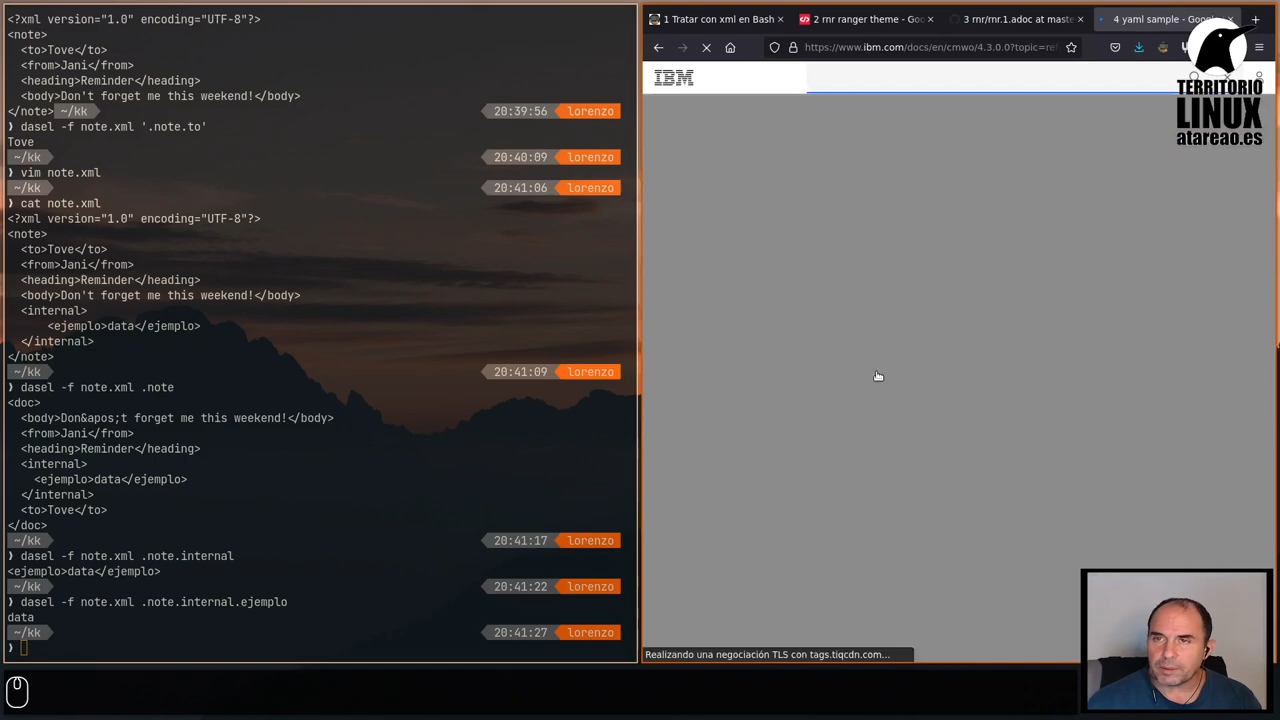 <?xml version="1.0" encoding="UTF-8"?>
<note>
<to>Tove</to>
<from>Jani</from>
<heading>Reminder</heading>
<body>Don't forget me this weekend!</body>
</note> ~/kk 20:39:56 lorenzo
❯ dasel -f note.xml '.note.to'
Tove
~/kk 20:40:09 lorenzo
❯ vim note.xml
~/kk 20:41:06 lorenzo
❯ cat note.xml
<?xml version="1.0" encoding="UTF-8"?>
<note>
<to>Tove</to>
<from>Jani</from>
<heading>Reminder</heading>
<body>Don't forget me this weekend!</body>
<internal>
<ejemplo>data</ejemplo>
</internal>
</note>
~/kk 20:41:09 lorenzo
❯ dasel -f note.xml .note
<doc>
<body>Don&apos;t forget me this weekend!</body>
<from>Jani</from>
<heading>Reminder</heading>
<internal>
<ejemplo>data</ejemplo>
</internal>
<to>Tove</to>
</doc>
~/kk 20:41:17 lorenzo
❯ dasel -f note.xml .note.internal
<ejemplo>data</ejemplo>
~/kk 20:41:22 lorenzo
❯ dasel -f note.xml .note.internal.ejemplo
data
~/kk 20:41:27 lorenzo
❯
1 Tratar con xml en Bash
2 rnr ranger theme - Goo
3 rnr/rnr.1.adoc at maste
4 yaml sample - Googl
https://www.ibm.com/docs/en/cmwo/4.3.0.0?topic=re
IBM
TERRITORIO
LINUX
atareao.es
Realizando una negociación TLS con tags.tiqcdn.com...